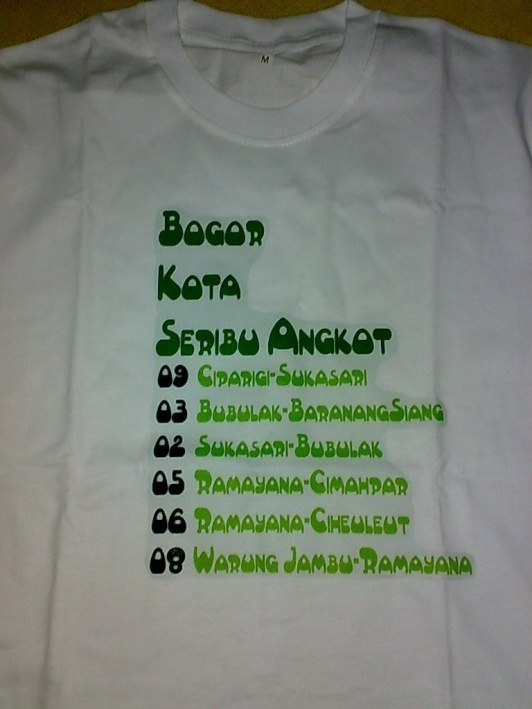 M
Bogor
Kota
Seribu Angkot
09 Ciparigi-Sukasari
03 Bubulak-BaranangSiang
02 Sukasari-Bubulak
05 Ramayana-Cimahpar
06 Ramayana-Ciheuleut
08 Warung Jambu-Ramayana